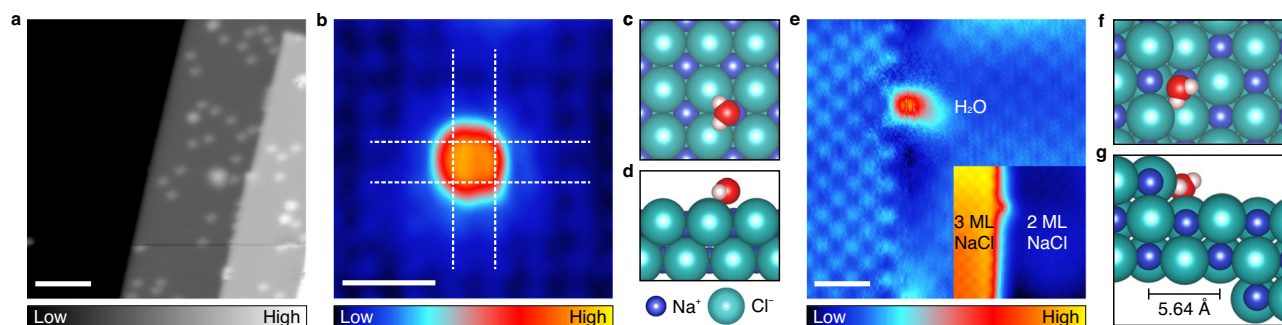 a
b
c
e
f
d
g
H₂O
3 ML
NaCl
2 ML
NaCl
5.64 Å
Low
High
Low
High
Na⁺
Cl⁻
Low
High